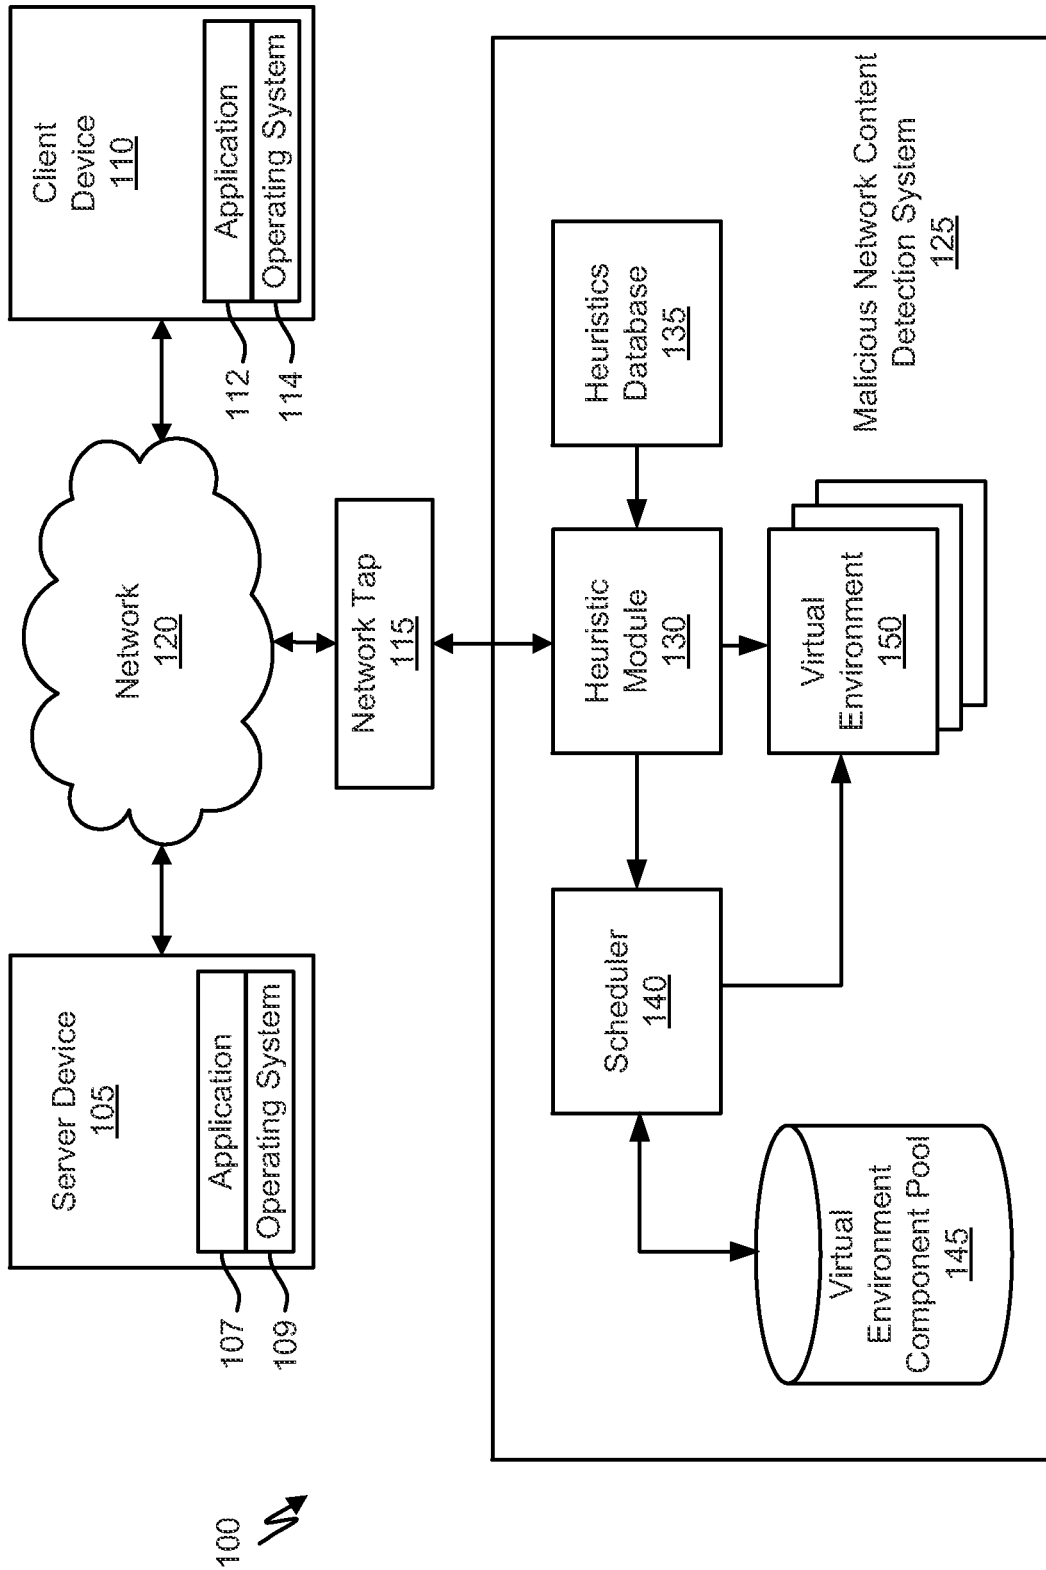 100
Server Device
105
Application
Operating System
107
109
Network
120
Client
Device
110
Application
Operating System
112
114
Network Tap
115
Scheduler
140
Heuristic
Module
130
Heuristics
Database
135
Virtual
Environment
Component Pool
145
Virtual
Environment
150
Malicious Network Content
Detection System
125